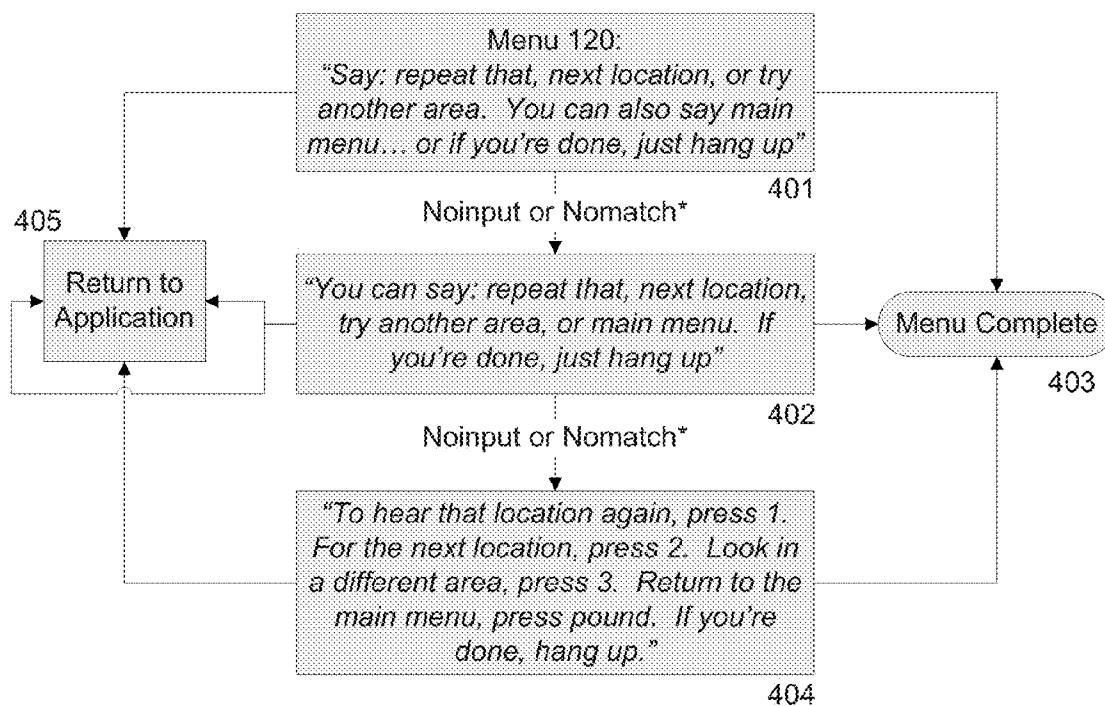 Menu 120:
“Say: repeat that, next location, or try
another area. You can also say main
menu… or if you’re done, just hang up”
401
Noinput or Nomatch*
405
Return to
Application
“You can say: repeat that, next location,
try another area, or main menu. If
you’re done, just hang up”
402
Menu Complete
403
Noinput or Nomatch*
“To hear that location again, press 1.
For the next location, press 2. Look in
a different area, press 3. Return to the
main menu, press pound. If you’re
done, hang up.”
404